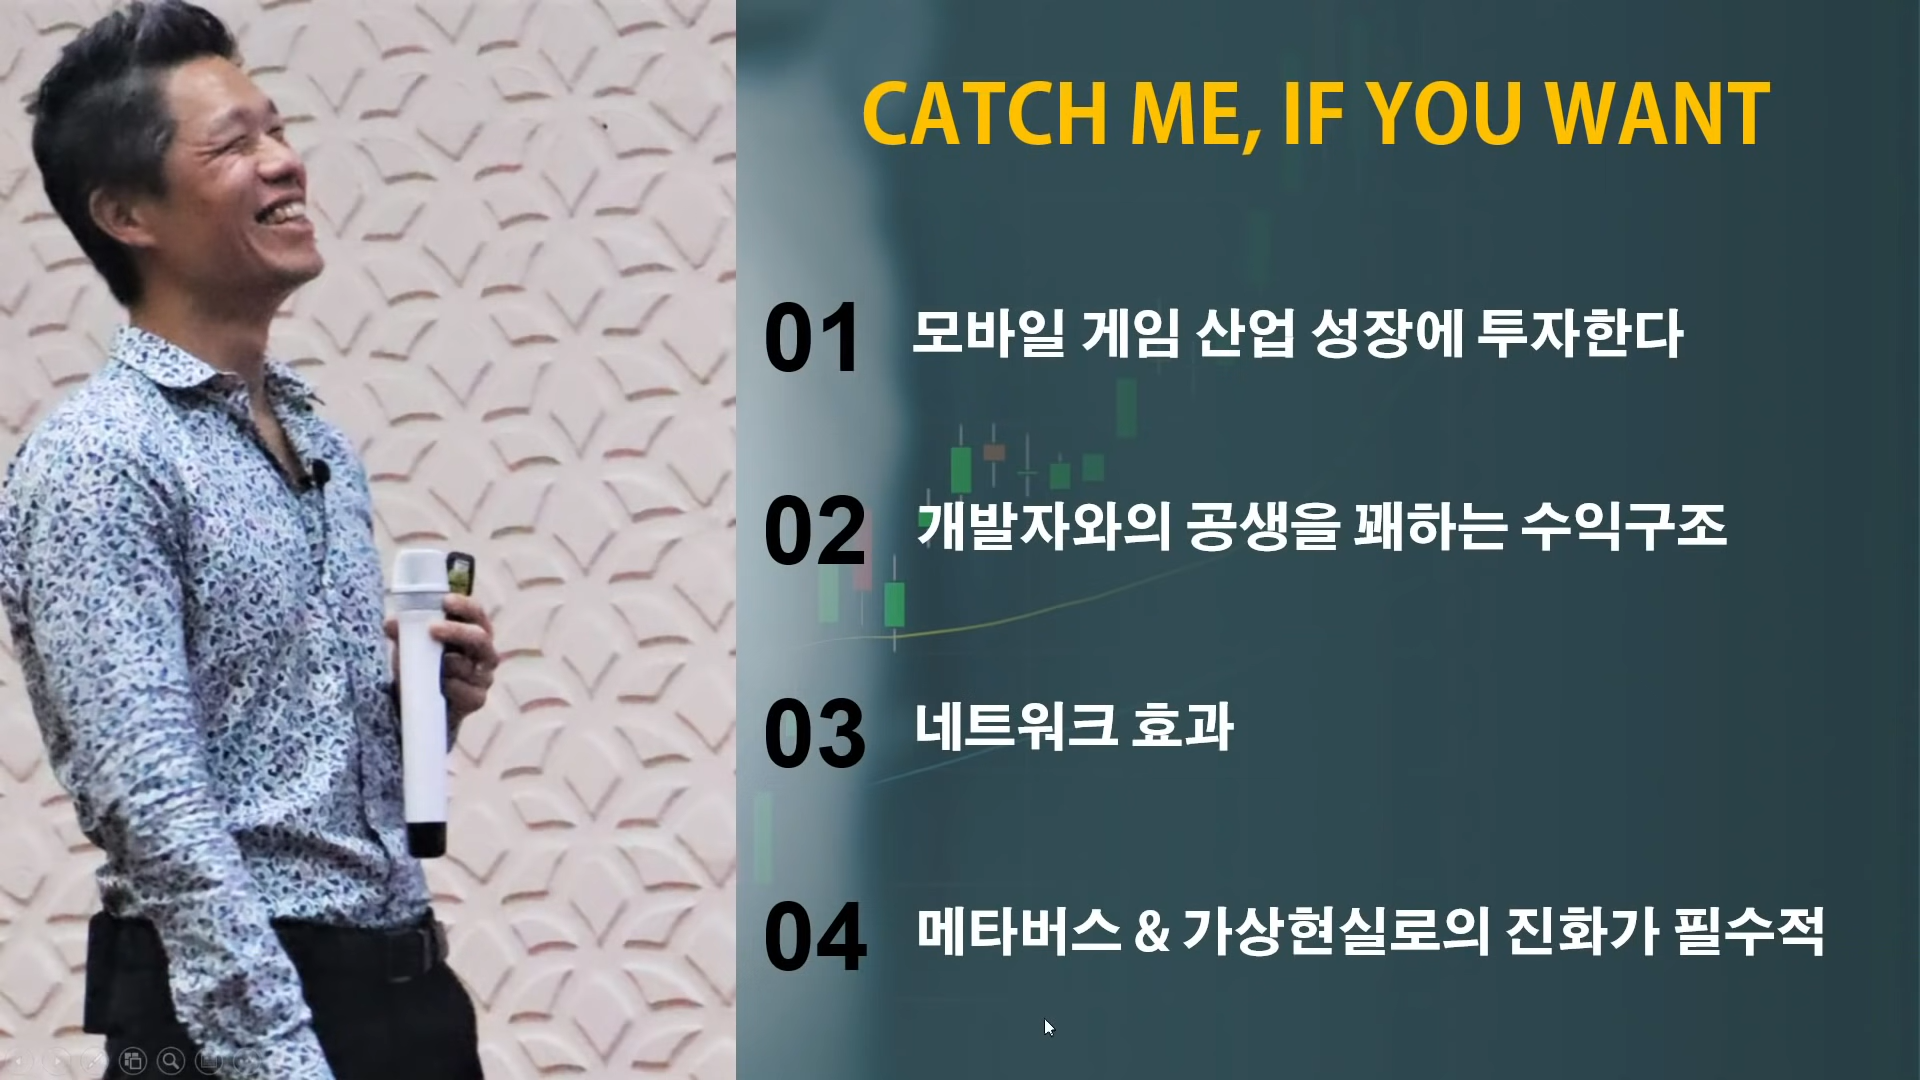 CATCH ME, IF YOU WANT
01 모바일 게임 산업 성장에 투자한다
02 개발자와의 공생을 꽤하는 수익구조
03 네트워크 효과
04 메타버스 & 가상현실로의 진화가 필수적